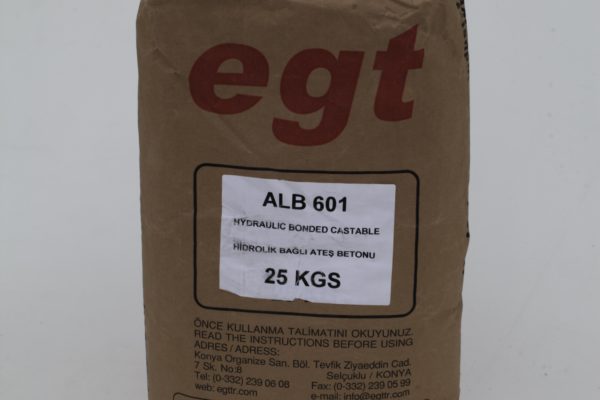 egt
ALB 601
HYDRAULIC BONDED CASTABLE
HİDROLİK BAĞLI ATEŞ BETONU
25 KGS
ÖNCE KULLANMA TALİMATINI OKUYUNUZ.
READ THE INSTRUCTIONS BEFORE USING
ADRES / ADRESS:
Konya Organize San. Böl. Tevfik Ziyaeddin Cad.
7 Sk. No:8 Selçuklu / KONYA
Tel: (0-332) 239 06 08 Fax: (0-332) 239 05 99
web: egttr.com e-mail: info@egttr.com